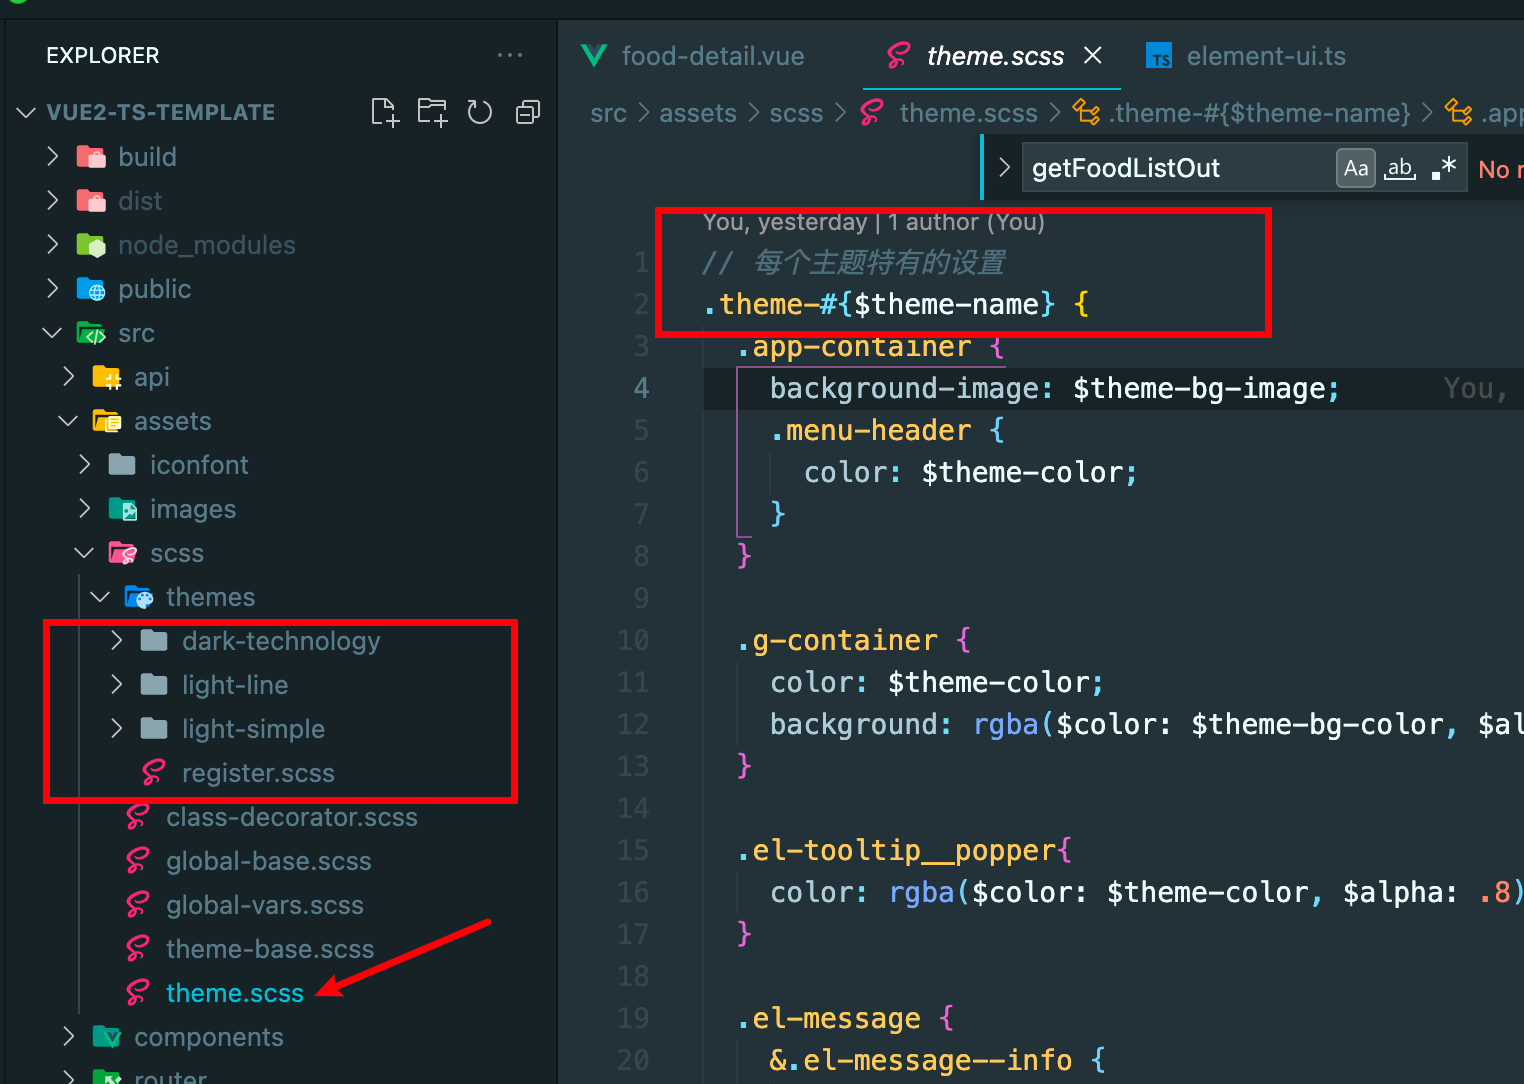 EXPLORER
VUE2-TS-TEMPLATE
build
dist
node_modules
public
src
api
assets
iconfont
images
scss
themes
dark-technology
light-line
light-simple
register.scss
class-decorator.scss
global-base.scss
global-vars.scss
theme-base.scss
theme.scss
components
router
food-detail.vue
theme.scss
TS element-ui.ts
src > assets > scss > theme.scss > .theme-#{$theme-name} > .app
getFoodListOut Aa ab .* No r
You, yesterday | 1 author (You)
1 // 每个主题特有的设置
2 .theme-#{$theme-name} {
3 .app-container {
4 background-image: $theme-bg-image; You,
5 .menu-header {
6 color: $theme-color;
7 }
8 }
9
10 .g-container {
11 color: $theme-color;
12 background: rgba($color: $theme-bg-color, $al
13 }
14
15 .el-tooltip__popper{
16 color: rgba($color: $theme-color, $alpha: .8)
17 }
18
19 .el-message {
20 &.el-message--info {